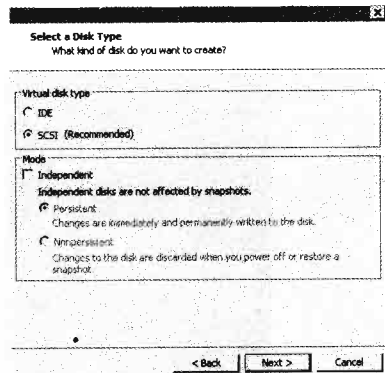 Select a Disk Type
What kind of disk do you want to create?
Virtual disk type
IDE
SCSI (Recommended)
Mode
Independent
Independent disks are not affected by snapshots.
Persistent
Changes are immediately and permanently written to the disk.
Nonpersistent
Changes to the disk are discarded when you power off or restore a
snapshot.
< Back
Next >
Cancel